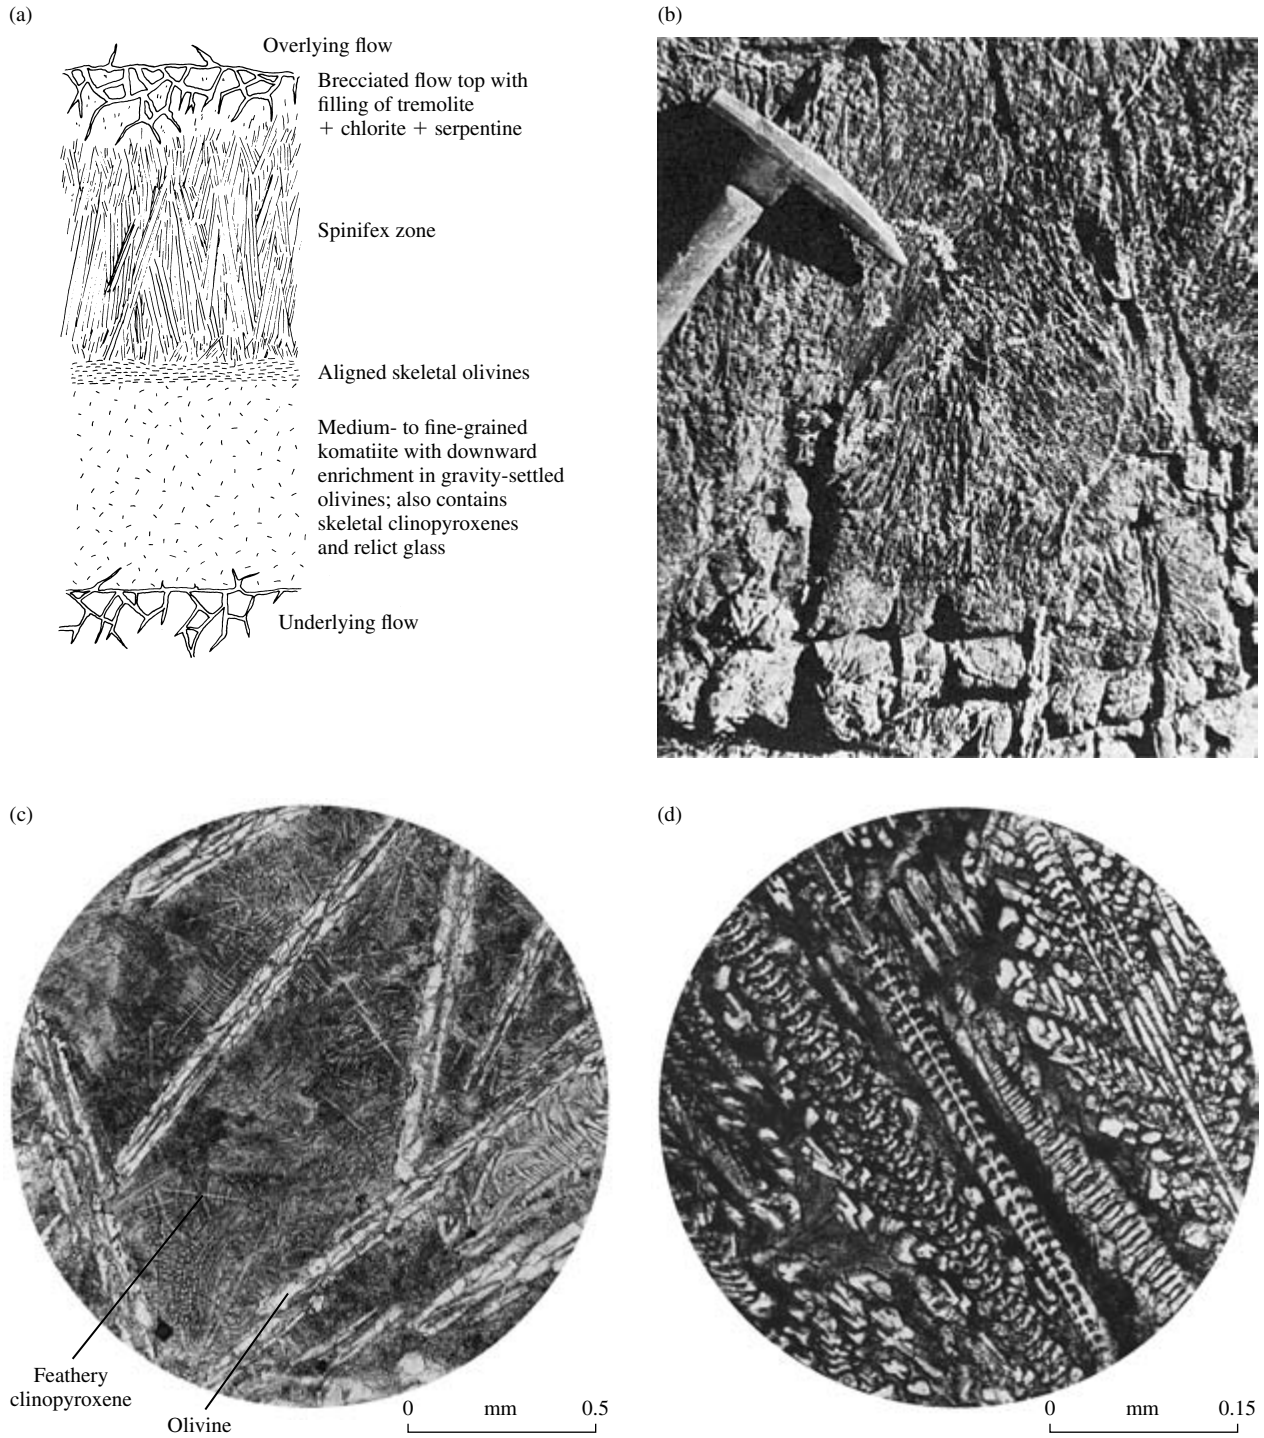 (a)
Overlying flow
Brecciated flow top with
filling of tremolite
+ chlorite + serpentine
Spinifex zone
Aligned skeletal olivines
Medium- to fine-grained
komatiite with downward
enrichment in gravity-settled
olivines; also contains
skeletal clinopyroxenes
and relict glass
Underlying flow
(b)
(c)
Feathery
clinopyroxene
Olivine
0 mm 0.5
(d)
0 mm 0.15